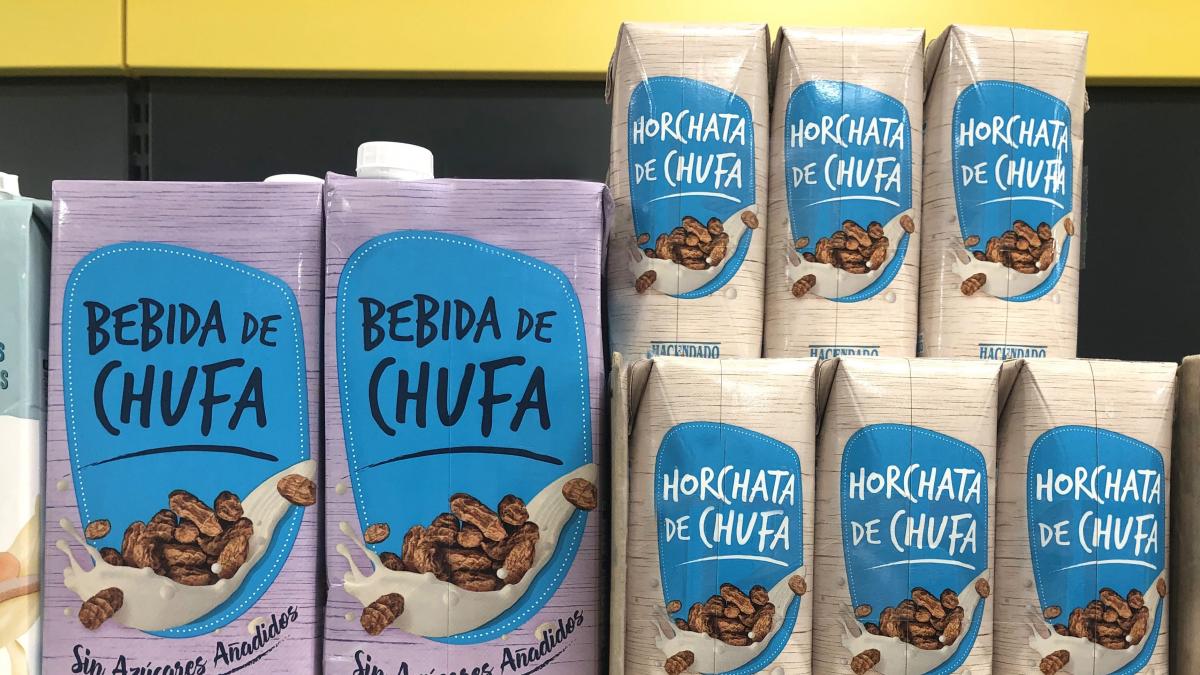 BEBIDA DE
CHUFA
Sin Azúcares Añadidos
BEBIDA DE
CHUFA
Sin Azúcares Añadidos
HORCHATA
DE CHUFA
HACENDADO
HORCHATA
DE CHUFA
HACENDADO
HORCHATA
DE CHUFA
HACENDADO
HORCHATA
DE CHUFA
HORCHATA
DE CHUFA
HORCHATA
DE CHUFA